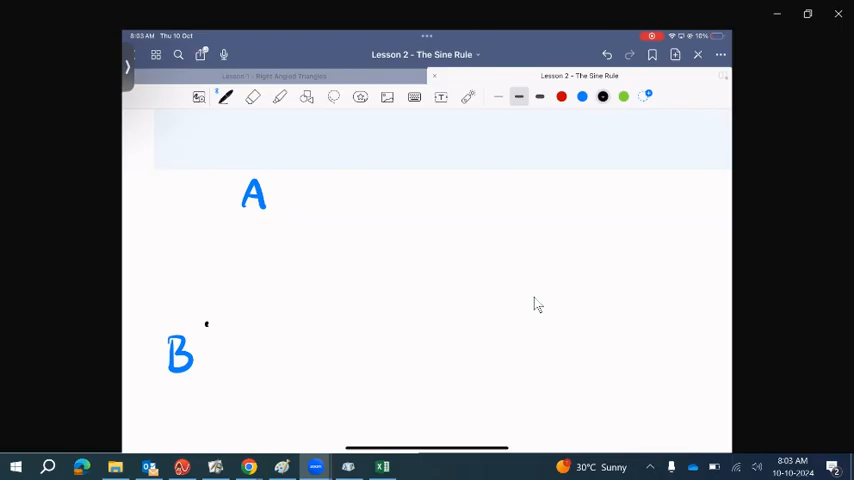 8:03 AM Thu 10 Oct
10%
Lesson 2 - The Sine Rule
Lesson 1 - Right Angled Triangles
Lesson 2 - The Sine Rule
T
A
B
30°C Sunny
8:03 AM
10-10-2024
2